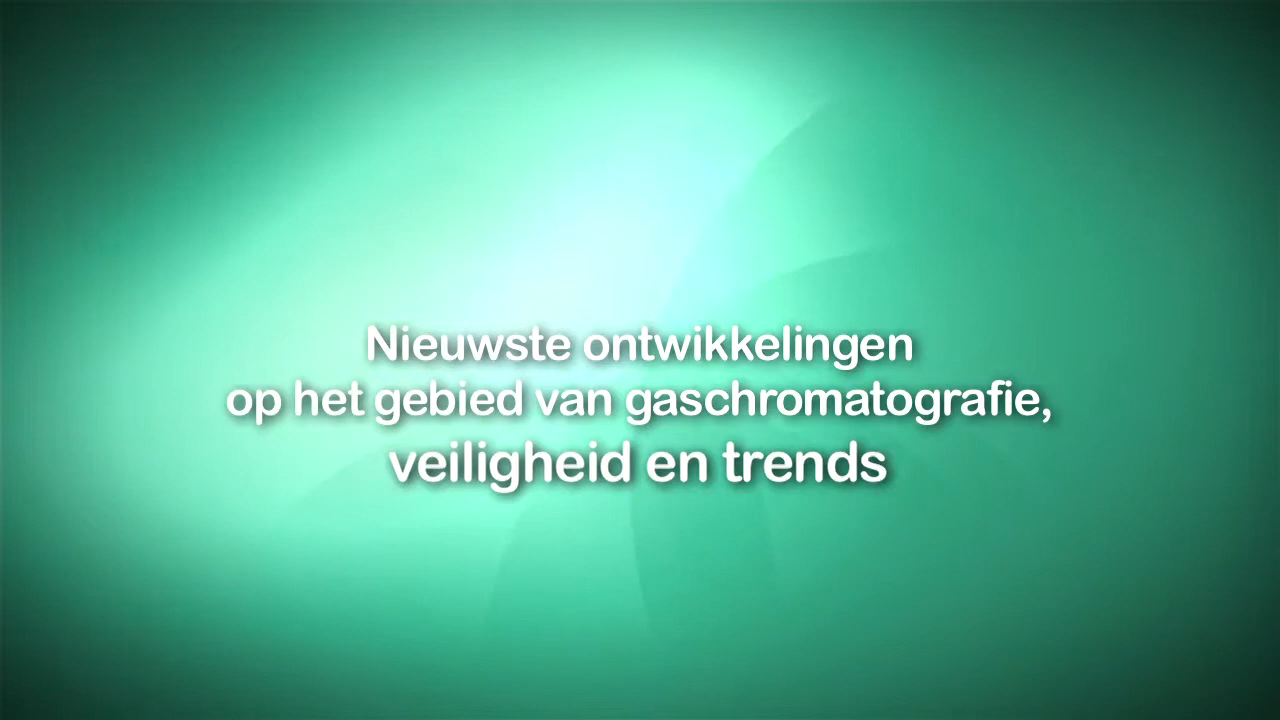 Nieuwste ontwikkelingen
op het gebied van gaschromatografie,
veiligheid en trends